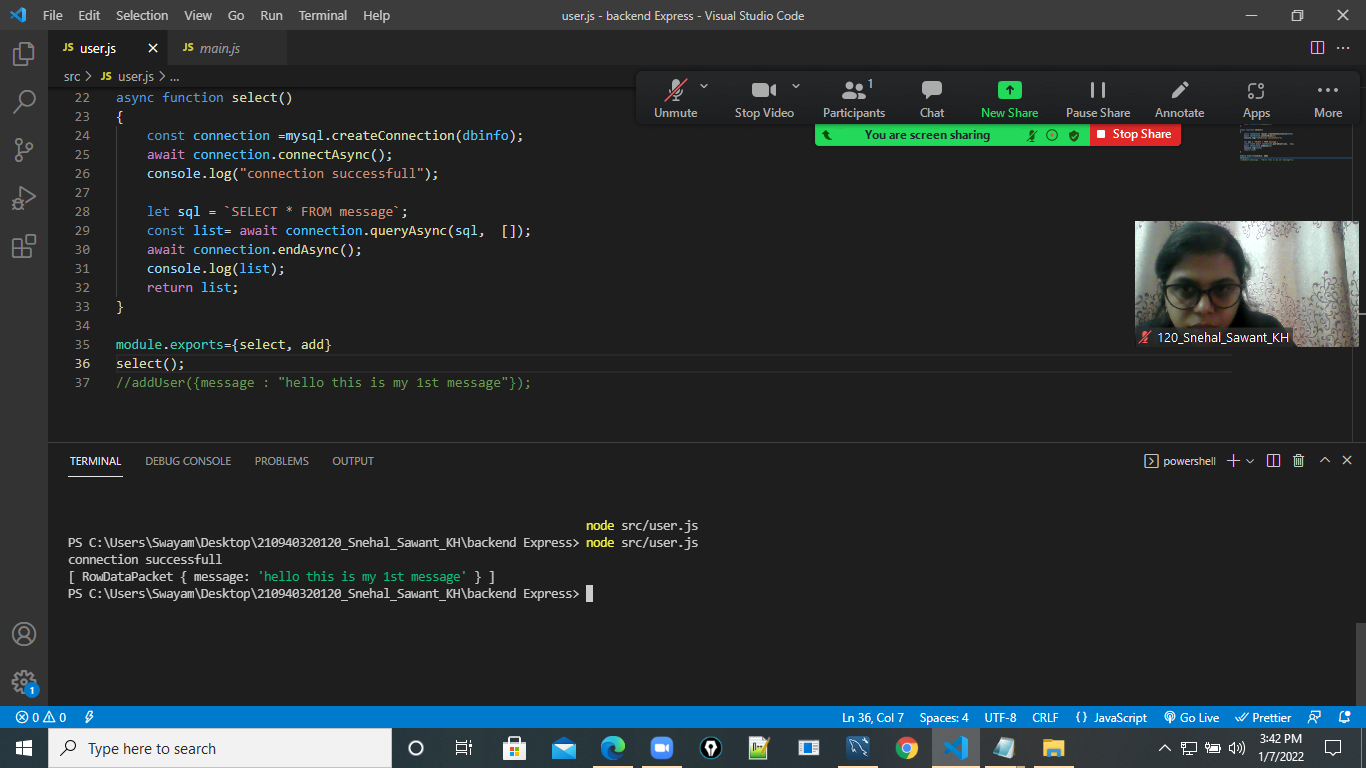 File Edit Selection View Go Run Terminal Help user.js - backend Express - Visual Studio Code
JS user.js JS main.js
src > JS user.js > ...
Unmute Stop Video Participants 1 Chat New Share Pause Share Annotate Apps More
You are screen sharing Stop Share
22 async function select()
23 {
24 const connection =mysql.createConnection(dbinfo);
25 await connection.connectAsync();
26 console.log("connection successfull");
27
28 let sql = `SELECT * FROM message`;
29 const list= await connection.queryAsync(sql, []);
30 await connection.endAsync();
31 console.log(list);
32 return list;
33 }
34
35 module.exports={select, add}
36 select();
37 //addUser({message : "hello this is my 1st message"});
120_Snehal_Sawant_KH
TERMINAL DEBUG CONSOLE PROBLEMS OUTPUT powershell
node src/user.js
PS C:\Users\Swayam\Desktop\210940320120_Snehal_Sawant_KH\backend Express> node src/user.js
connection successfull
[ RowDataPacket { message: 'hello this is my 1st message' } ]
PS C:\Users\Swayam\Desktop\210940320120_Snehal_Sawant_KH\backend Express>
1
0 0 Ln 36, Col 7 Spaces: 4 UTF-8 CRLF {} JavaScript Go Live Prettier
Type here to search
3:42 PM
1/7/2022